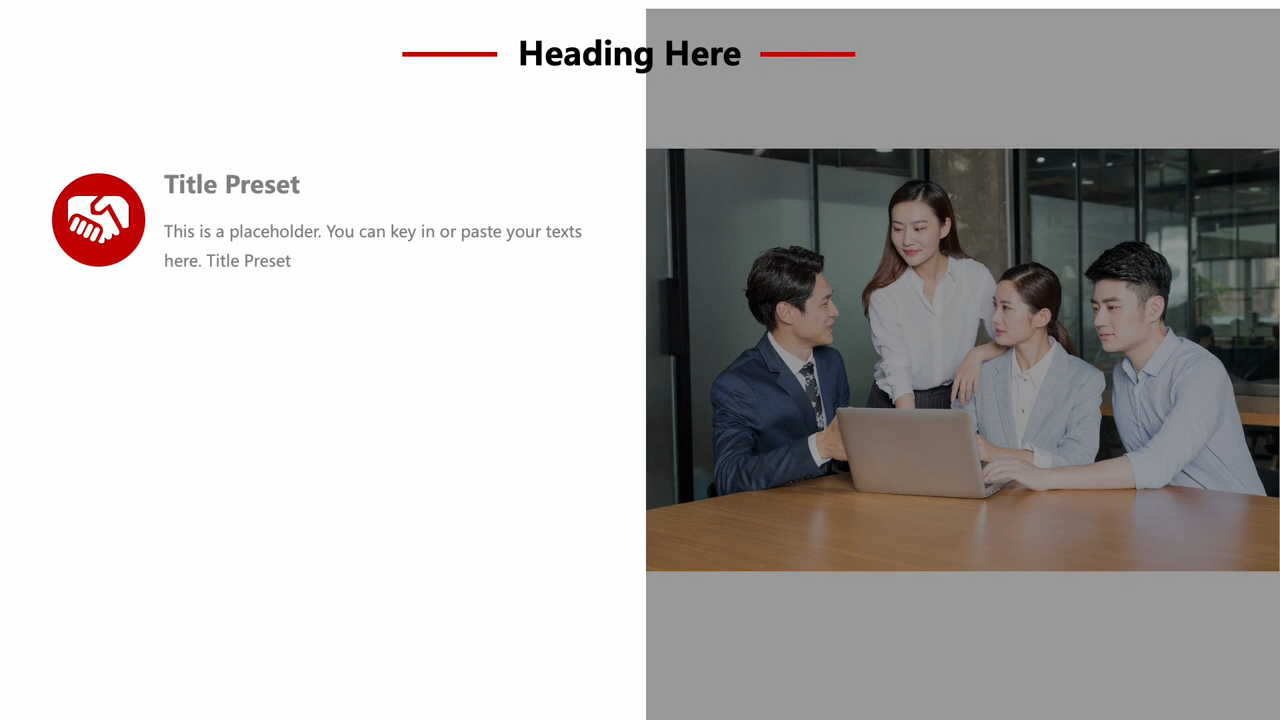 Heading Here
Title Preset
This is a placeholder. You can key in or paste your texts
here. Title Preset